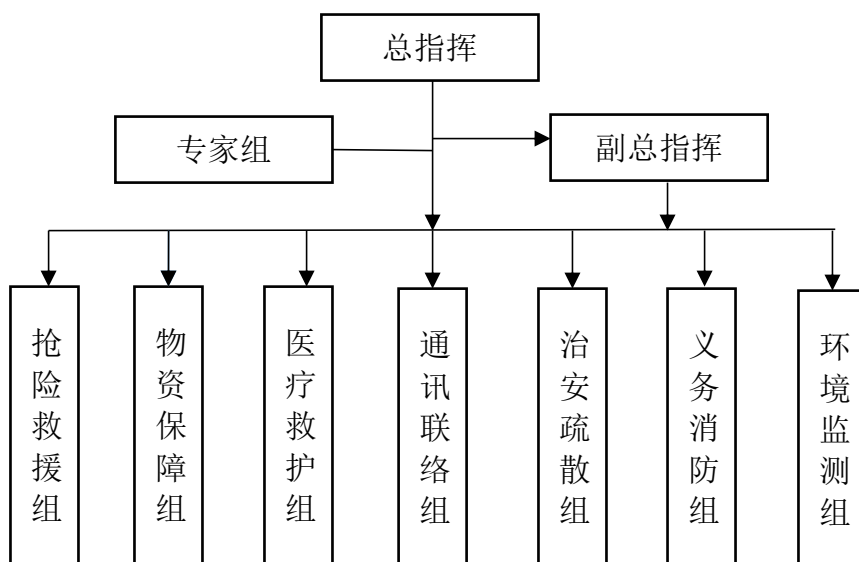 总指挥
专家组
副总指挥
抢险救援组
物资保障组
医疗救护组
通讯联络组
治安疏散组
义务消防组
环境监测组